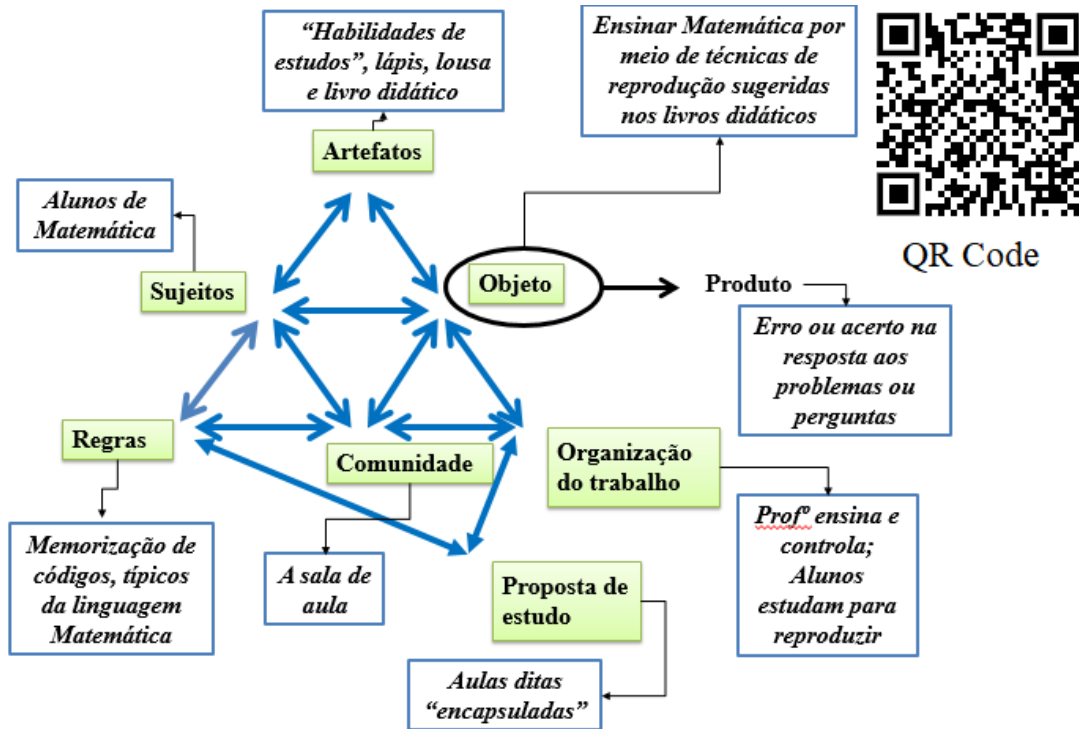 “Habilidades de
estudos”, lápis, lousa
e livro didático
Artefatos
Ensinar Matemática por
meio de técnicas de
reprodução sugeridas
nos livros didáticos
QR Code
Alunos de
Matemática
Sujeitos
Objeto
Produto
Erro ou acerto na
resposta aos
problemas ou
perguntas
Regras
Comunidade
Organização
do trabalho
Memorização de
códigos, típicos
da linguagem
Matemática
A sala de
aula
Proposta de
estudo
Profº ensina e
controla;
Alunos
estudam para
reproduzir
Aulas ditas
“encapsuladas”